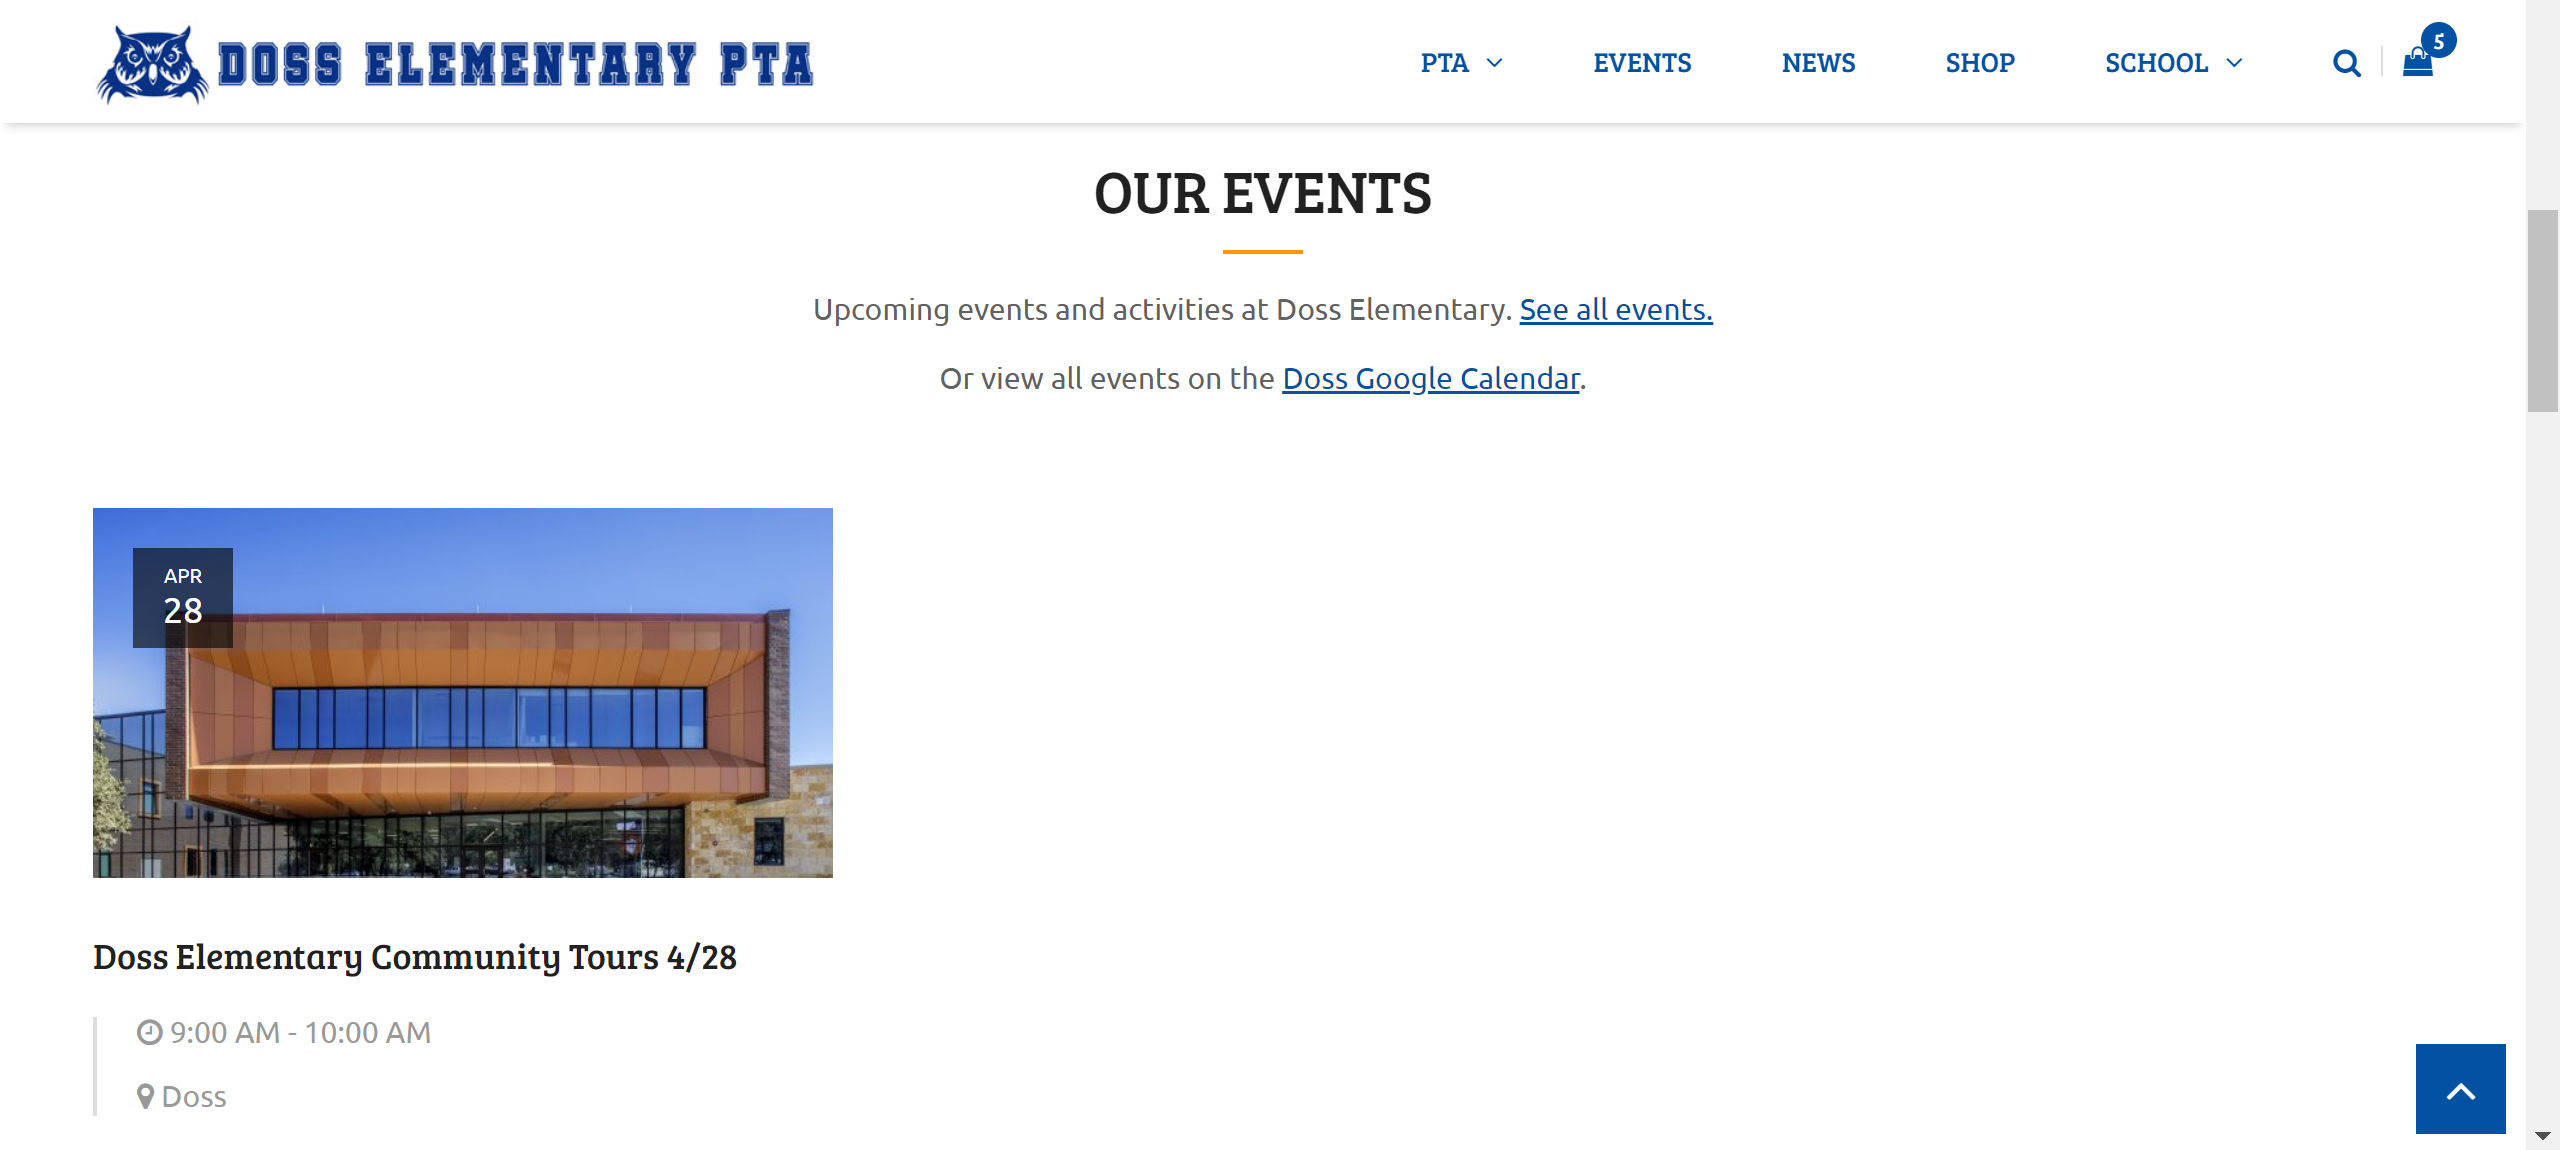 DOSS ELEMENTARY PTA
PTA EVENTS NEWS SHOP SCHOOL 5
OUR EVENTS
Upcoming events and activities at Doss Elementary. See all events.
Or view all events on the Doss Google Calendar.
APR
28
Doss Elementary Community Tours 4/28
9:00 AM - 10:00 AM
Doss